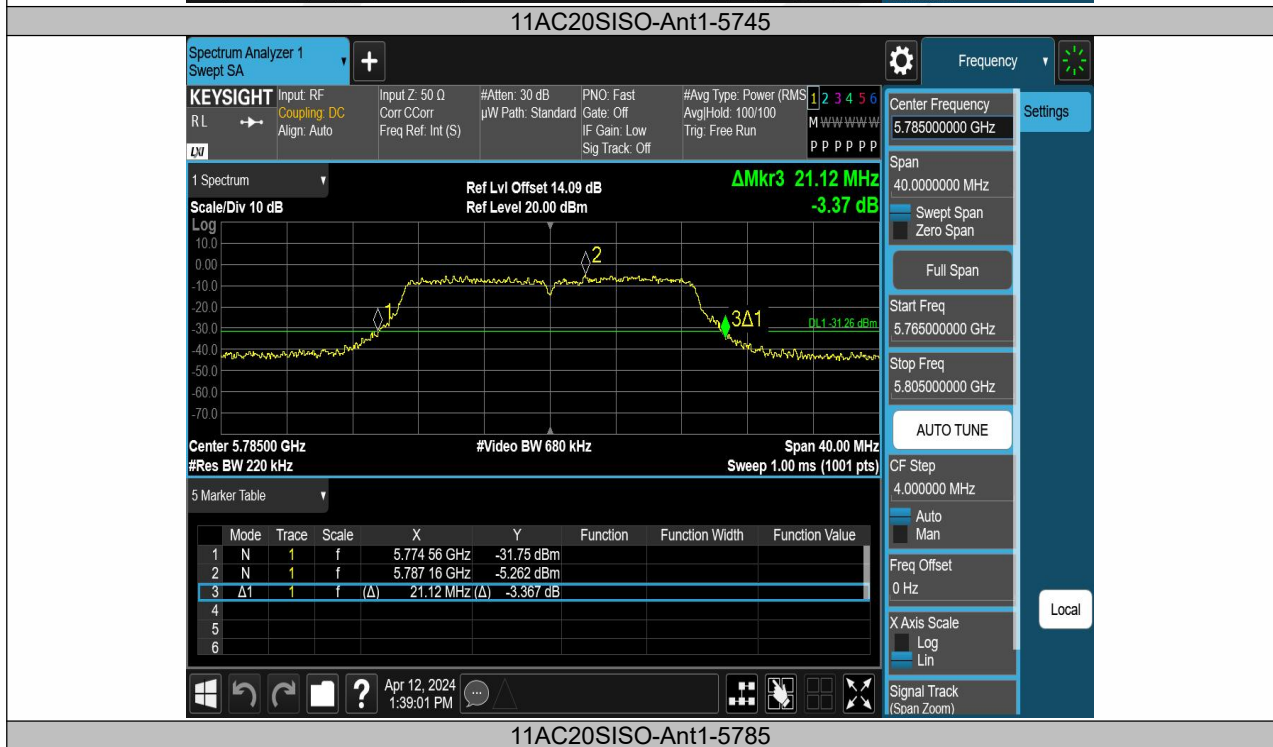 11AC20SISO-Ant1-5745
Spectrum Analyzer 1
Swept SA
+
Frequency
KEYSIGHT
RL
LXI
Input: RF
Coupling: DC
Align: Auto
Input Z: 50 Ω
Corr CCorr
Freq Ref: Int (S)
#Atten: 30 dB
µW Path: Standard
PNO: Fast
Gate: Off
IF Gain: Low
Sig Track: Off
#Avg Type: Power (RMS
Avg|Hold: 100/100
Trig: Free Run
1 2 3 4 5 6
M W W W W W
P P P P P P
1 Spectrum
Scale/Div 10 dB
Ref Lvl Offset 14.09 dB
Ref Level 20.00 dBm
ΔMkr3 21.12 MHz
-3.37 dB
Log
10.0
0.00
-10.0
-20.0
-30.0
-40.0
-50.0
-60.0
-70.0
1
2
3Δ1
DL1 -31.26 dBm
Center 5.78500 GHz
#Res BW 220 kHz
#Video BW 680 kHz
Span 40.00 MHz
Sweep 1.00 ms (1001 pts)
5 Marker Table
Mode Trace Scale X Y Function Function Width Function Value
1 N 1 f 5.774 56 GHz -31.75 dBm
2 N 1 f 5.787 16 GHz -5.262 dBm
3 Δ1 1 f (Δ) 21.12 MHz (Δ) -3.367 dB
4
5
6
Center Frequency
5.785000000 GHz
Settings
Span
40.0000000 MHz
Swept Span
Zero Span
Full Span
Start Freq
5.765000000 GHz
Stop Freq
5.805000000 GHz
AUTO TUNE
CF Step
4.000000 MHz
Auto
Man
Freq Offset
0 Hz
X Axis Scale
Log
Lin
Local
Signal Track
(Span Zoom)
?
Apr 12, 2024
1:39:01 PM
11AC20SISO-Ant1-5785